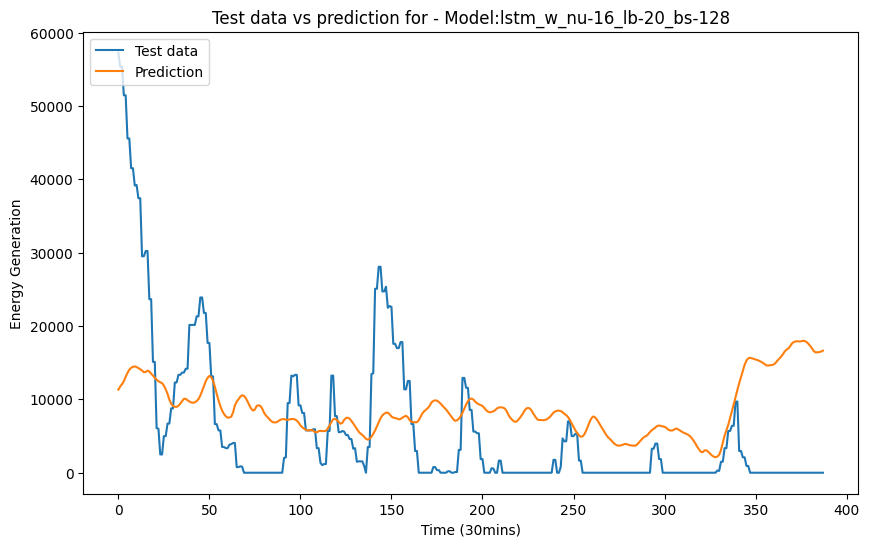 Test data vs prediction for - Model:lstm_w_nu-16_lb-20_bs-128
60000
50000
40000
30000
20000
10000
0
Energy Generation
Test data
Prediction
0 50 100 150 200 250 300 350 400
Time (30mins)